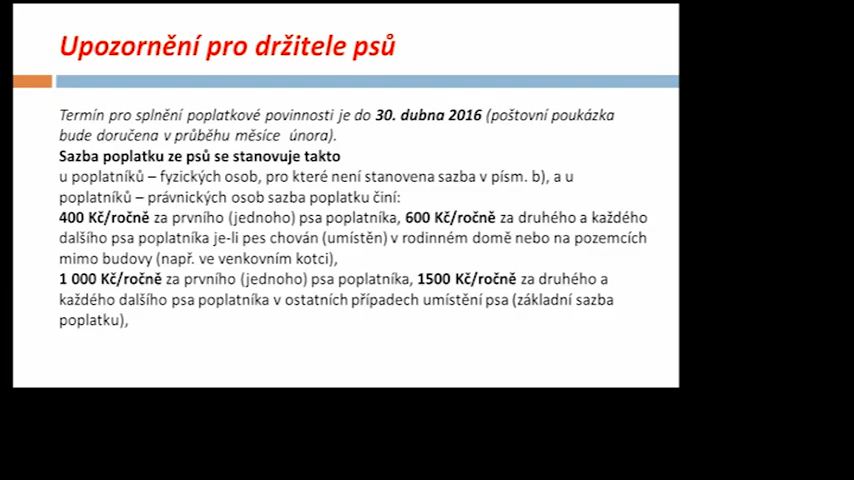 Upozornění pro držitele psů
Termín pro splnění poplatkové povinnosti je do 30. dubna 2016 (poštovní poukázka
bude doručena v průběhu měsíce  února).
Sazba poplatku ze psů se stanovuje takto
u poplatníků – fyzických osob, pro které není stanovena sazba v písm. b), a u
poplatníků – právnických osob sazba poplatku činí:
400 Kč/ročně za prvního (jednoho) psa poplatníka, 600 Kč/ročně za druhého a každého
dalšího psa poplatníka je-li pes chován (umístěn) v rodinném domě nebo na pozemcích
mimo budovy (např. ve venkovním kotci),
1 000 Kč/ročně za prvního (jednoho) psa poplatníka, 1500 Kč/ročně za druhého a
každého dalšího psa poplatníka v ostatních případech umístění psa (základní sazba
poplatku),